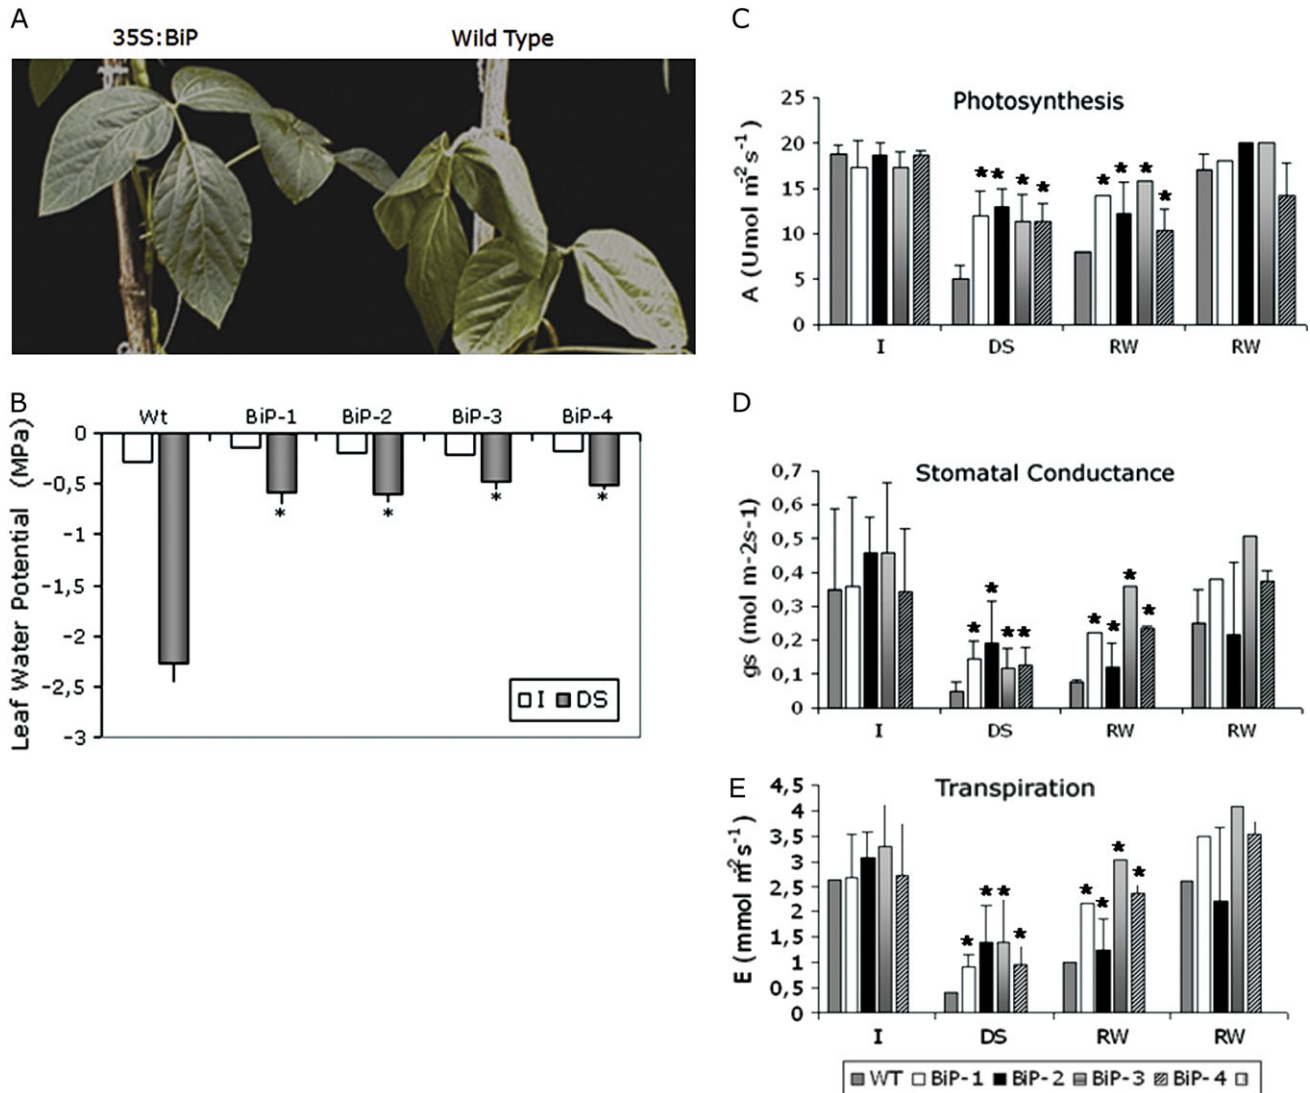 A
35S:BiP
Wild Type
B
Wt
BiP-1
BiP-2
BiP-3
BiP-4
Leaf Water Potential (MPa)
0
-0,5
-1
-1,5
-2
-2,5
-3
I
DS
C
Photosynthesis
A (Umol m-2s-1)
25
20
15
10
5
0
I
DS
RW
RW
D
Stomatal Conductance
gs (mol m-2s-1)
0,7
0,6
0,5
0,4
0,3
0,2
0,1
0
I
DS
RW
RW
E
Transpiration
E (mmol m-2s-1)
4,5
4
3,5
3
2,5
2
1,5
1
0,5
0
I
DS
RW
RW
WT BiP-1 BiP-2 BiP-3 BiP-4